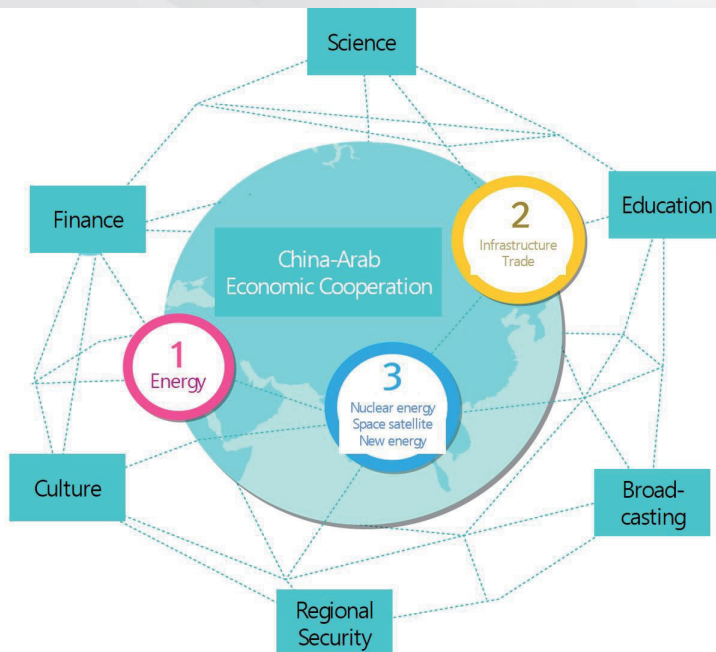 Science
Finance
Education
2
Infrastructure
Trade
China-Arab
Economic Cooperation
1
Energy
3
Nuclear energy
Space satellite
New energy
Culture
Broad-
casting
Regional
Security